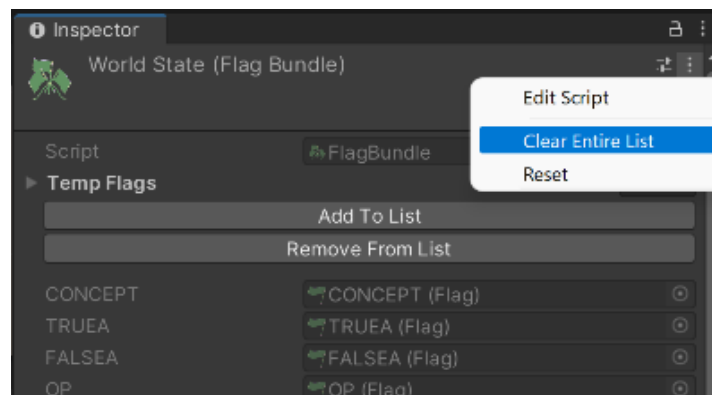 Inspector
World State (Flag Bundle)
Edit Script
Clear Entire List
Reset
Script FlagBundle
Temp Flags
Add To List
Remove From List
CONCEPT CONCEPT (Flag)
TRUEA TRUEA (Flag)
FALSEA FALSEA (Flag)
OP OP (Flag)